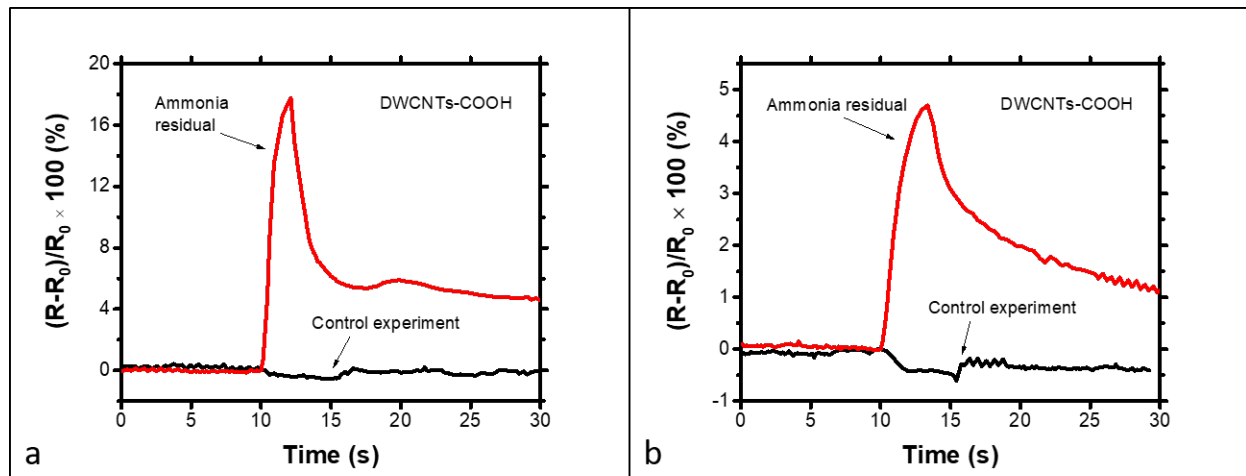 20
16
12
8
4
0
(R-R₀)/R₀ × 100 (%)
Ammonia
residual
DWCNTs-COOH
Control experiment
0 5 10 15 20 25 30
Time (s)
a
5
4
3
2
1
0
-1
(R-R₀)/R₀ × 100 (%)
Ammonia residual
DWCNTs-COOH
Control experiment
0 5 10 15 20 25 30
Time (s)
b